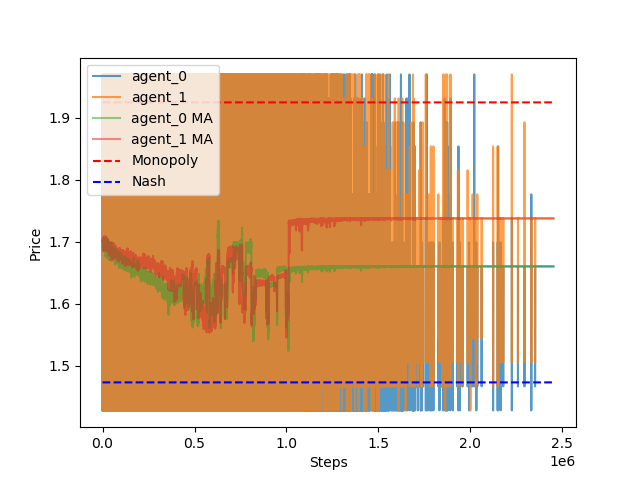 agent_0
agent_1
agent_0 MA
agent_1 MA
Monopoly
Nash
Price
1.9
1.8
1.7
1.6
1.5
0.0 0.5 1.0 1.5 2.0 2.5
Steps
1e6